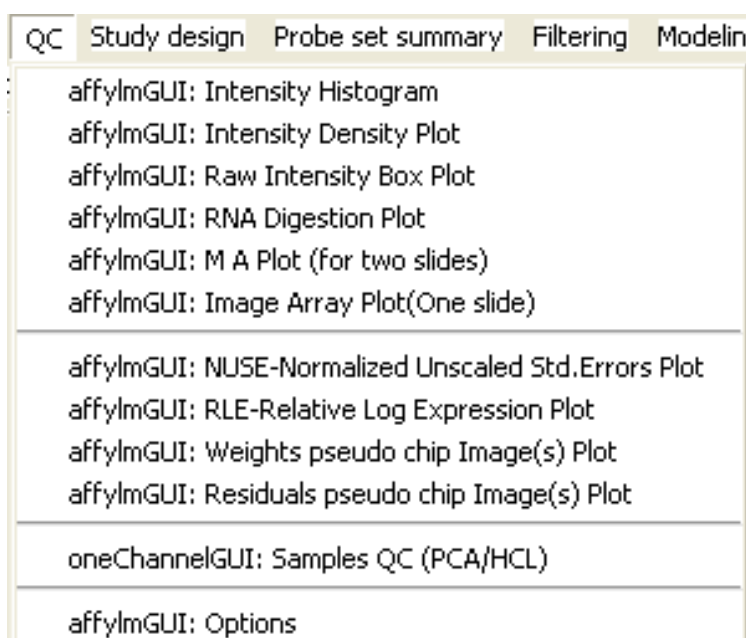 QC Study design Probe set summary Filtering Modelin
affylmGUI: Intensity Histogram
affylmGUI: Intensity Density Plot
affylmGUI: Raw Intensity Box Plot
affylmGUI: RNA Digestion Plot
affylmGUI: M A Plot (for two slides)
affylmGUI: Image Array Plot(One slide)
affylmGUI: NUSE-Normalized Unscaled Std.Errors Plot
affylmGUI: RLE-Relative Log Expression Plot
affylmGUI: Weights pseudo chip Image(s) Plot
affylmGUI: Residuals pseudo chip Image(s) Plot
oneChannelGUI: Samples QC (PCA/HCL)
affylmGUI: Options